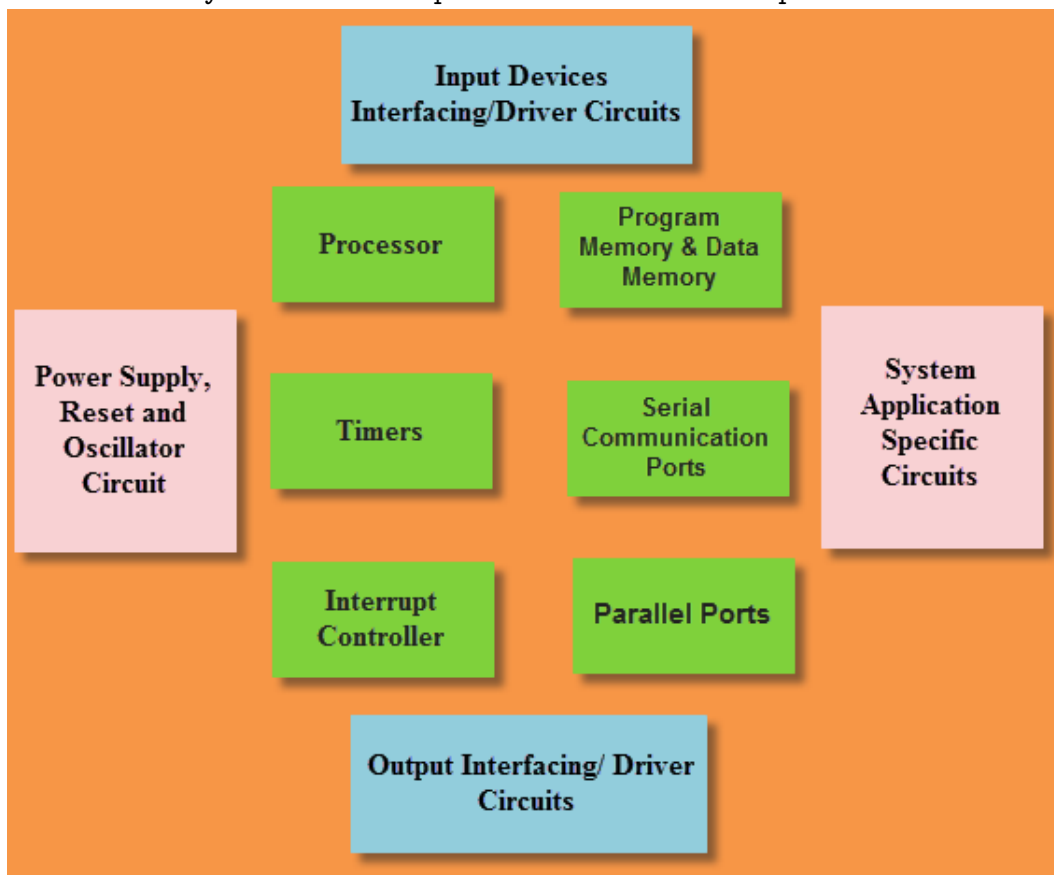 Input Devices
Interfacing/Driver Circuits
Processor
Program
Memory & Data
Memory
Power Supply,
Reset and
Oscillator
Circuit
Timers
Serial
Communication
Ports
System
Application
Specific
Circuits
Interrupt
Controller
Parallel Ports
Output Interfacing/ Driver
Circuits